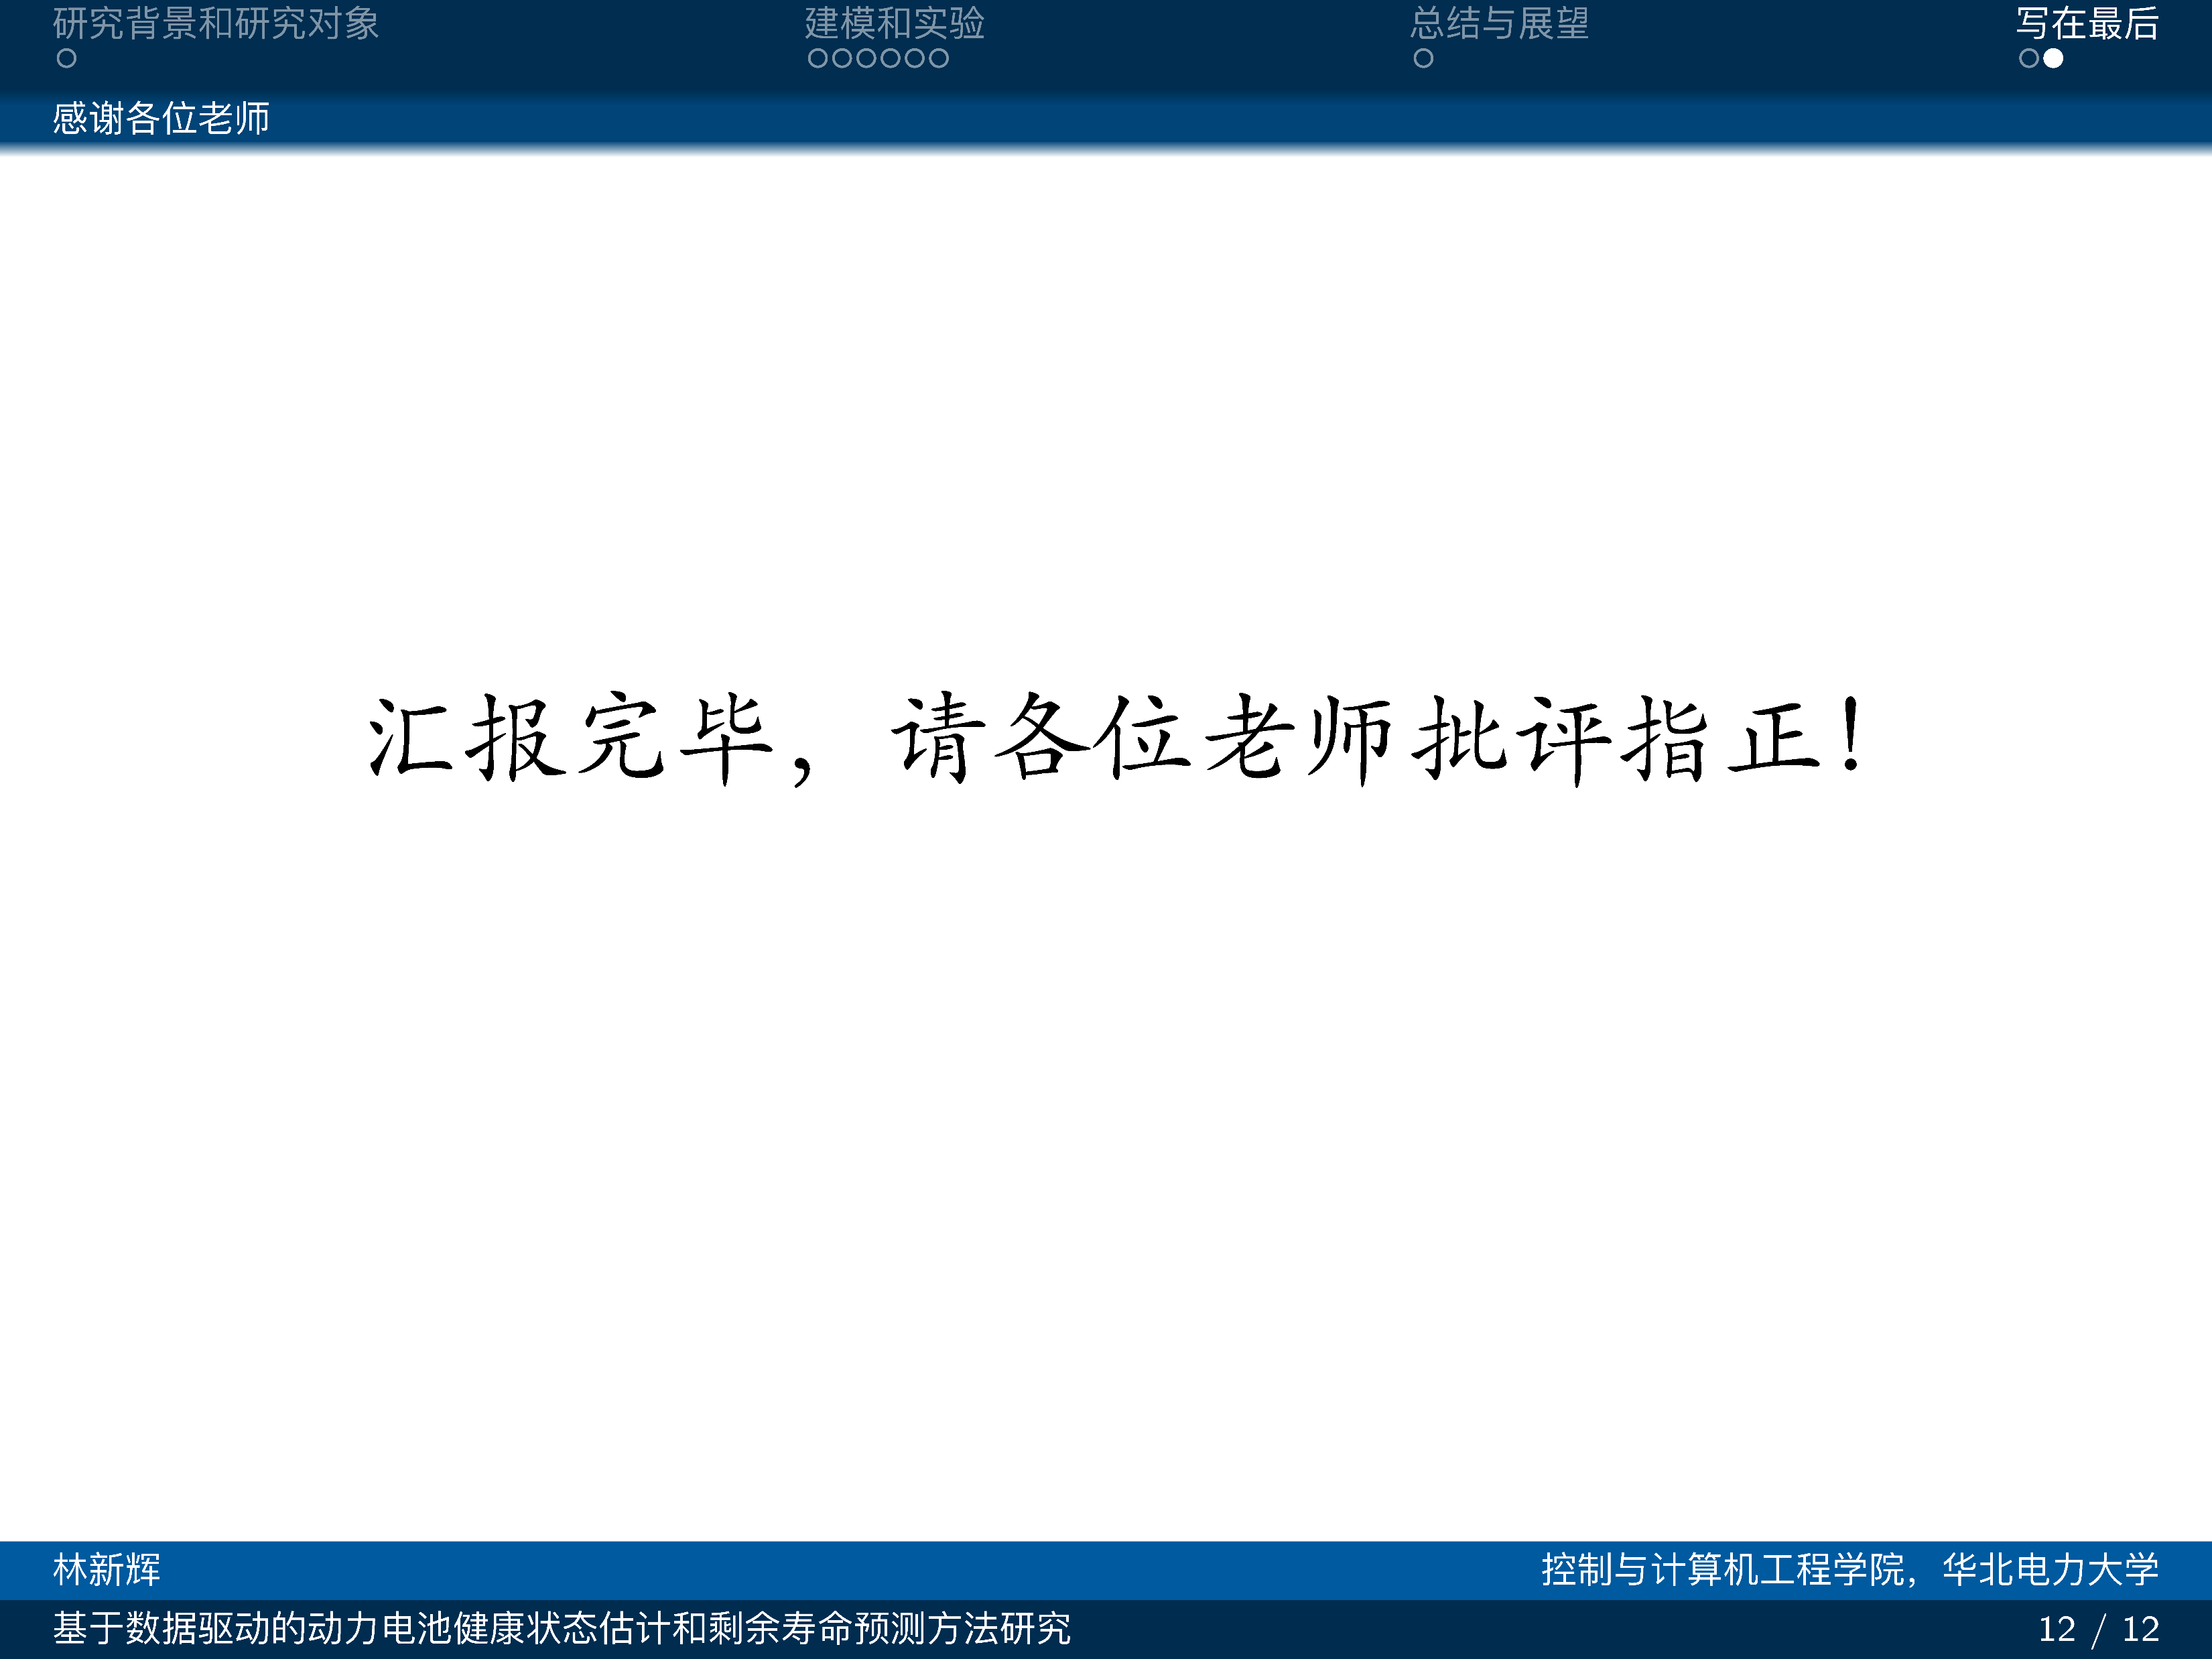 研究背景和研究对象 建模和实验 总结与展望 写在最后
感谢各位老师
汇报完毕，请各位老师批评指正！
林新辉 控制与计算机工程学院，华北电力大学
基于数据驱动的动力电池健康状态估计和剩余寿命预测方法研究 12 / 12